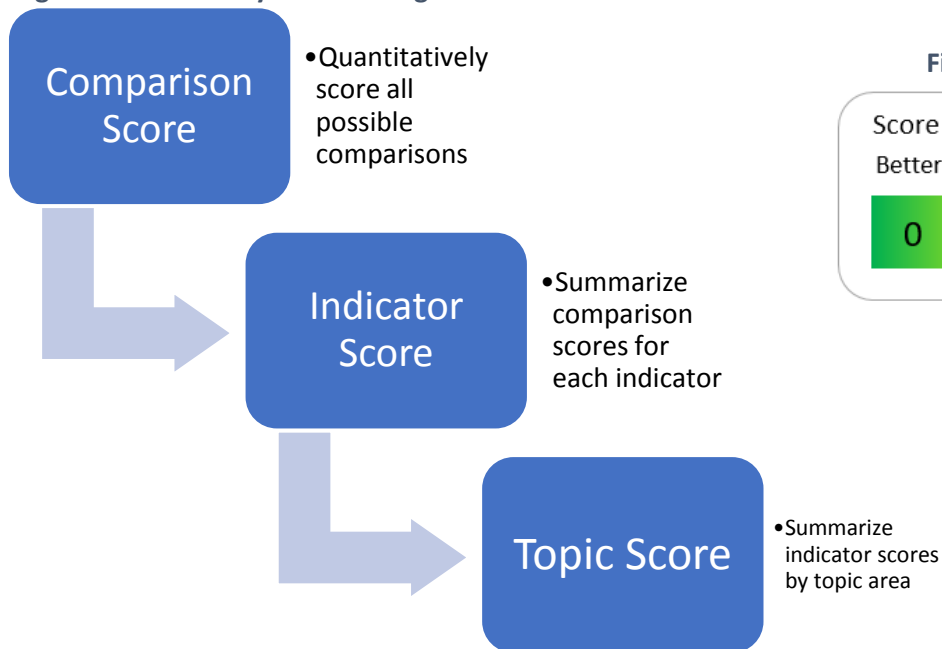 Comparison
Score
•Quantitatively
score all
possible
comparisons
Score
Better
0
Indicator
Score
•Summarize
comparison
scores for
each indicator
Topic Score
•Summarize
indicator scores
by topic area